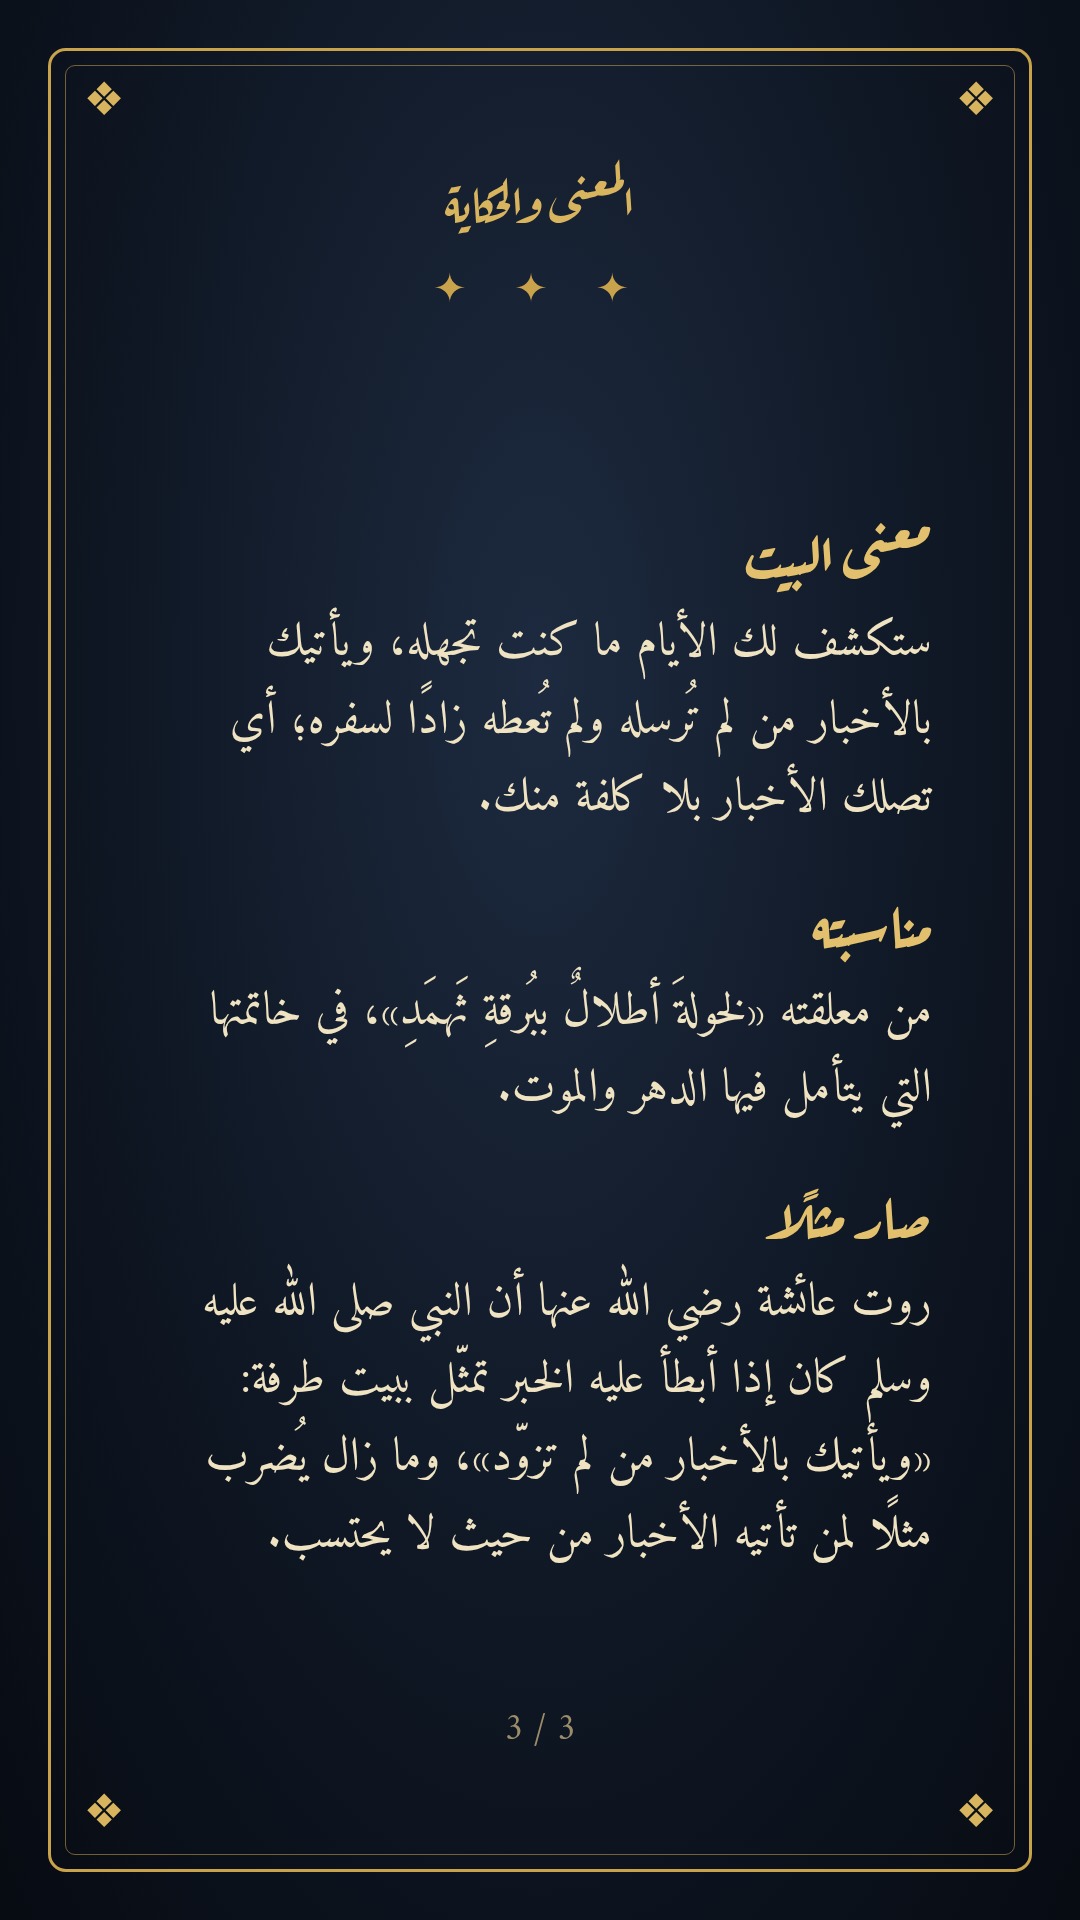 المعنى والحكاية
معنى البيت
ستكشف لك الأيام ما كنت تجهله، ويأتيك
بالأخبار من لم تُرسله ولم تُعطه زادًا لسفره؛ أي
تصلك الأخبار بلا كلفة منك.
مناسبته
من معلقته «لخولةَ أطلالٌ ببُرقةِ ثَهمَدِ»، في خاتمتها
التي يتأمل فيها الدهر والموت.
صار مثلًا
روت عائشة رضي الله عنها أن النبي صلى الله عليه
وسلم كان إذا أبطأ عليه الخبر تمثّل ببيت طرفة:
«ويأتيك بالأخبار من لم تزوّد»، وما زال يُضرب
مثلًا لمن تأتيه الأخبار من حيث لا يحتسب.
3 / 3